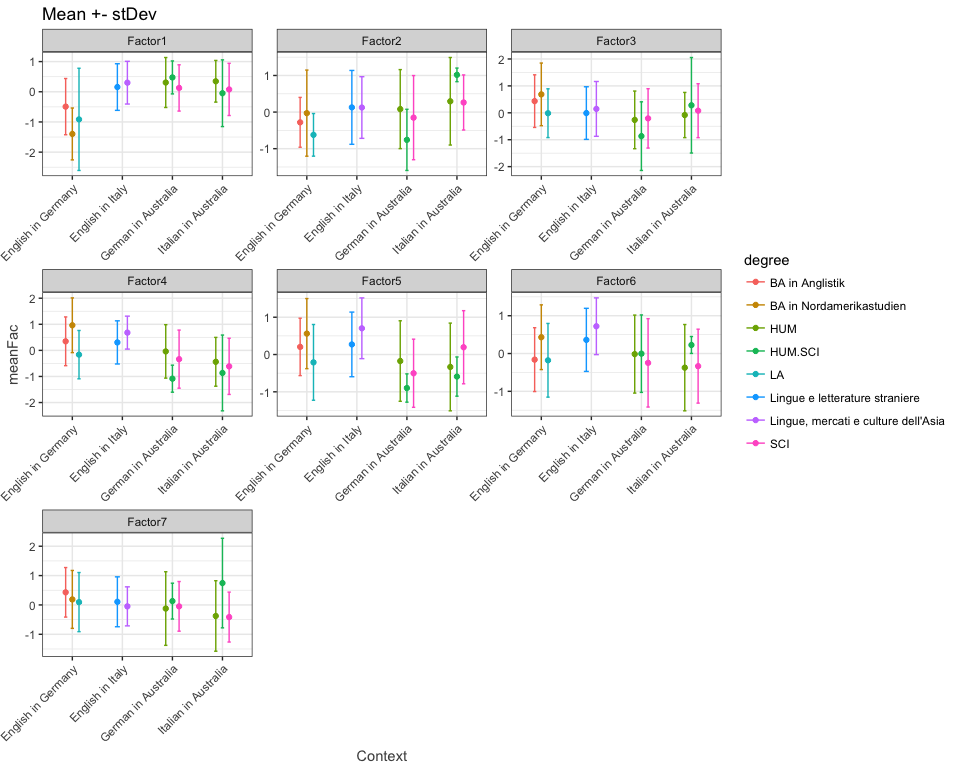 Mean +- stDev
Factor1
Factor2
Factor3
1
0
-1
-2
1
0
-1
2
1
0
-1
-2
English in Germany
English in Italy
German in Australia
Italian in Australia
English in Germany
English in Italy
German in Australia
Italian in Australia
English in Germany
English in Italy
German in Australia
Italian in Australia
Factor4
Factor5
Factor6
2
1
0
-1
-2
1
0
-1
1
0
-1
English in Germany
English in Italy
German in Australia
Italian in Australia
English in Germany
English in Italy
German in Australia
Italian in Australia
English in Germany
English in Italy
German in Australia
Italian in Australia
Factor7
2
1
0
-1
English in Germany
English in Italy
German in Australia
Italian in Australia
meanFac
Context
degree
BA in Anglistik
BA in Nordamerikastudien
HUM
HUM.SCI
LA
Lingue e letterature straniere
Lingue, mercati e culture dell'Asia
SCI